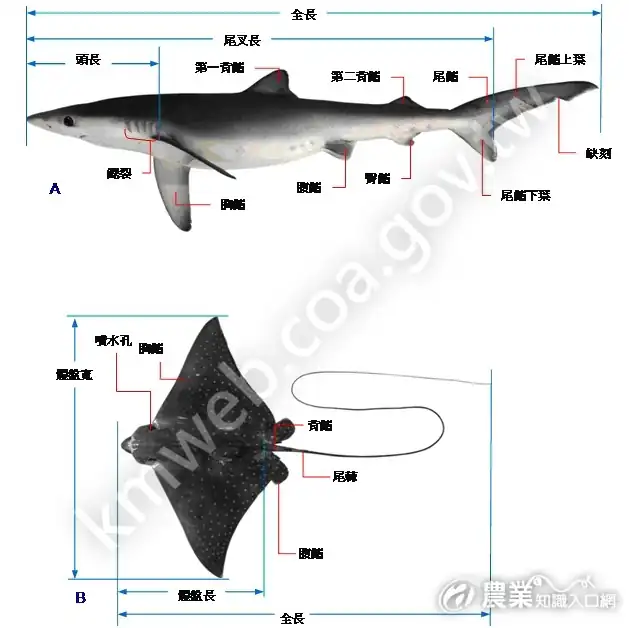 全長
尾叉長
頭長
第一背鰭
第二背鰭
尾鰭
尾鰭上葉
缺刻
鰓裂
A
胸鰭
腹鰭
臀鰭
尾鰭下葉
噴水孔
胸鰭
體盤寬
背鰭
尾棘
腹鰭
B
體盤長
全長
kmweb.coa.gov.tw
農業知識入口網